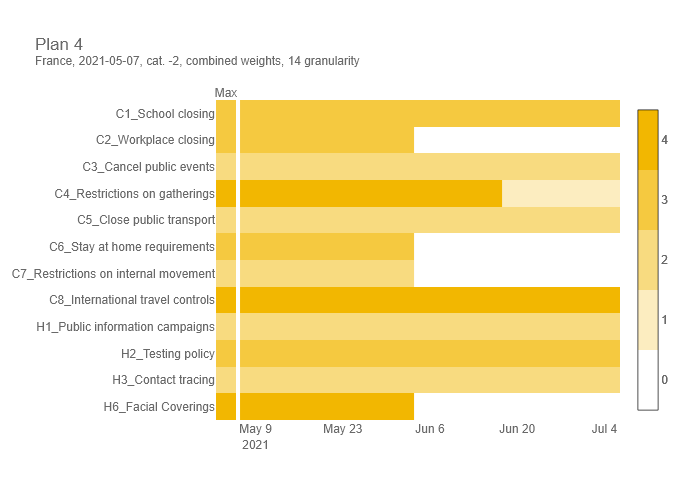 Plan 4
France, 2021-05-07, cat. -2, combined weights, 14 granularity
Max
C1_School closing
C2_Workplace closing
C3_Cancel public events
C4_Restrictions on gatherings
C5_Close public transport
C6_Stay at home requirements
C7_Restrictions on internal movement
C8_International travel controls
H1_Public information campaigns
H2_Testing policy
H3_Contact tracing
H6_Facial Coverings
May 9 May 23 Jun 6 Jun 20 Jul 4
2021
4
3
2
1
0